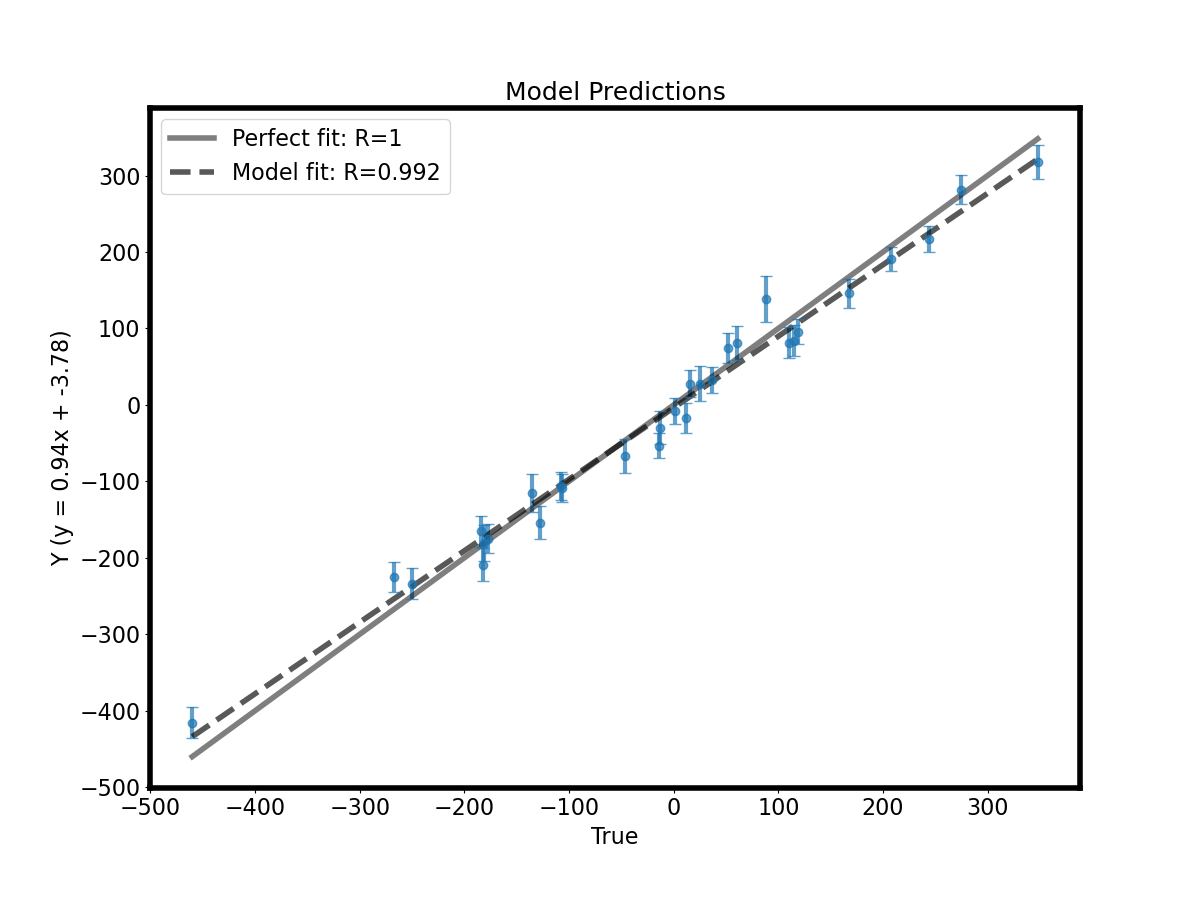 Model Predictions
Perfect fit: R=1
Model fit: R=0.992
Y (y = 0.94x + -3.78)
300
200
100
0
−100
−200
−300
−400
−500
−500 −400 −300 −200 −100 0 100 200 300
True